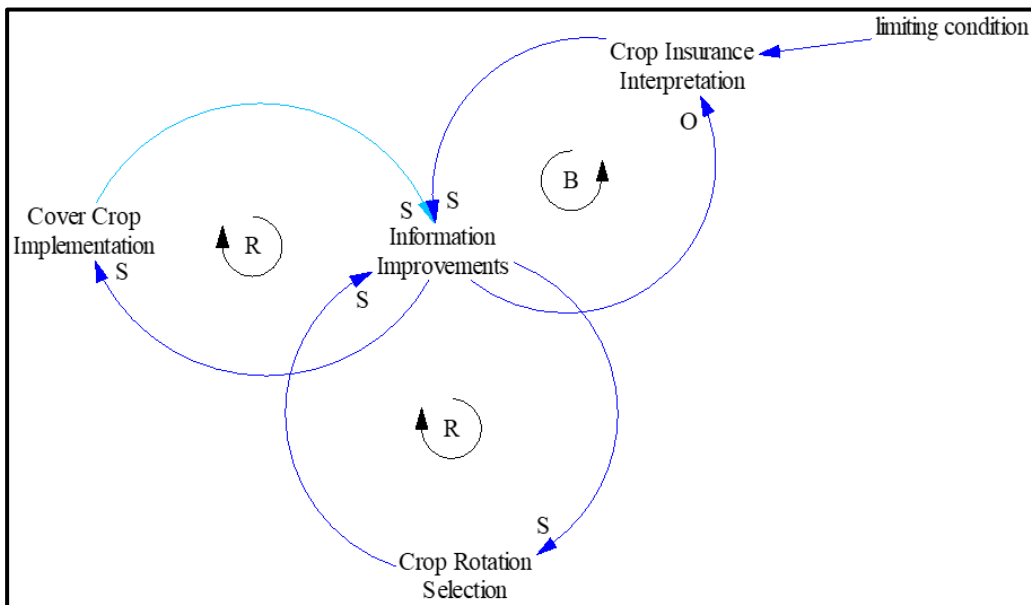 limiting condition
Crop Insurance
Interpretation
O
B
S
S
Cover Crop
Implementation
S
R
Information
Improvements
S
R
S
Crop Rotation
Selection